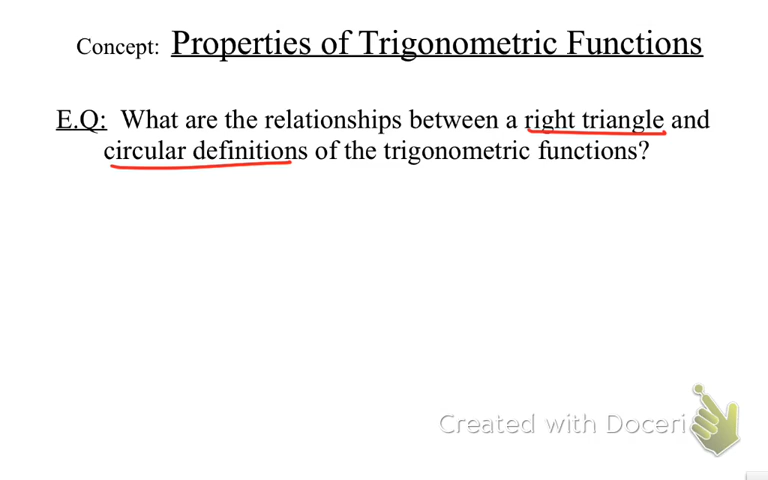 Concept: Properties of Trigonometric Functions
E.Q: What are the relationships between a right triangle and
circular definitions of the trigonometric functions?
Created with Doceri